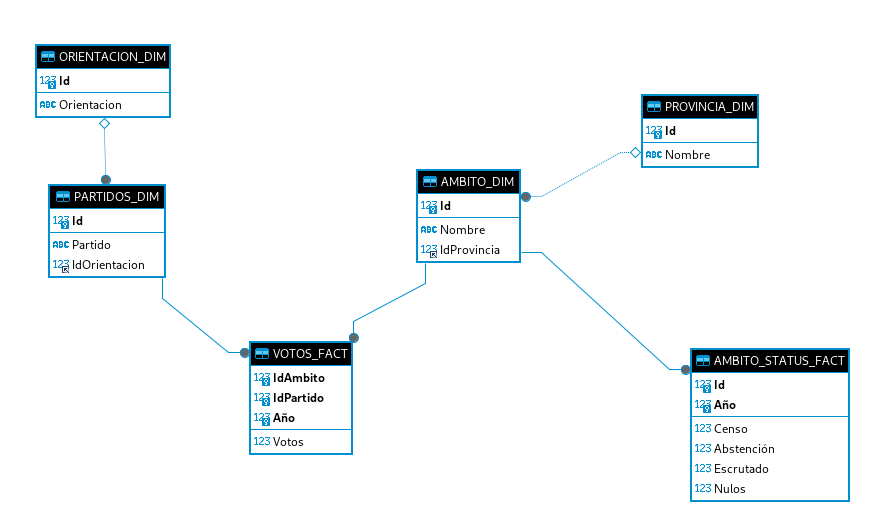 ORIENTACION_DIM
123 Id
ABC Orientacion
PROVINCIA_DIM
123 Id
ABC Nombre
AMBITO_DIM
123 Id
ABC Nombre
123 IdProvincia
PARTIDOS_DIM
123 Id
ABC Partido
123 IdOrientacion
VOTOS_FACT
123 IdAmbito
123 IdPartido
123 Año
123 Votos
AMBITO_STATUS_FACT
123 Id
123 Año
123 Censo
123 Abstención
123 Escrutado
123 Nulos